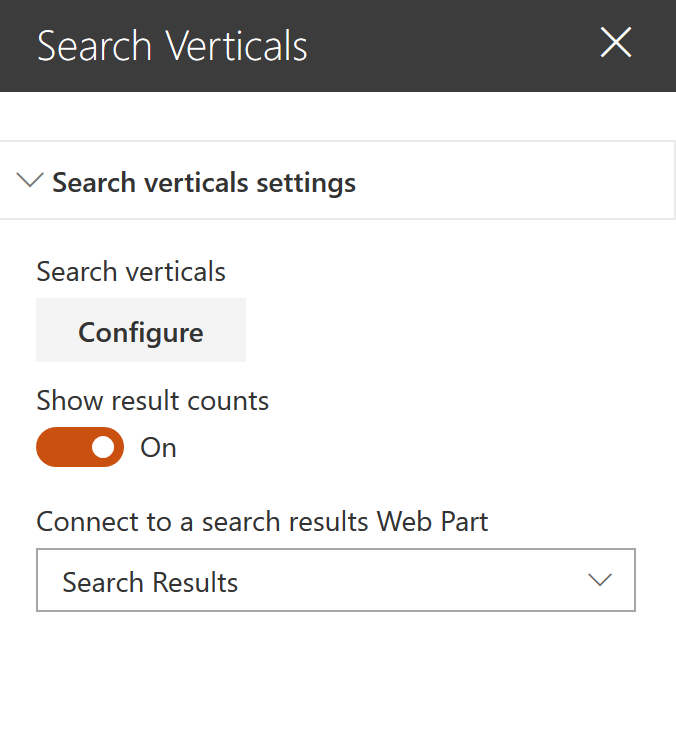 Search Verticals
Search verticals settings
Search verticals
Configure
Show result counts
On
Connect to a search results Web Part
Search Results